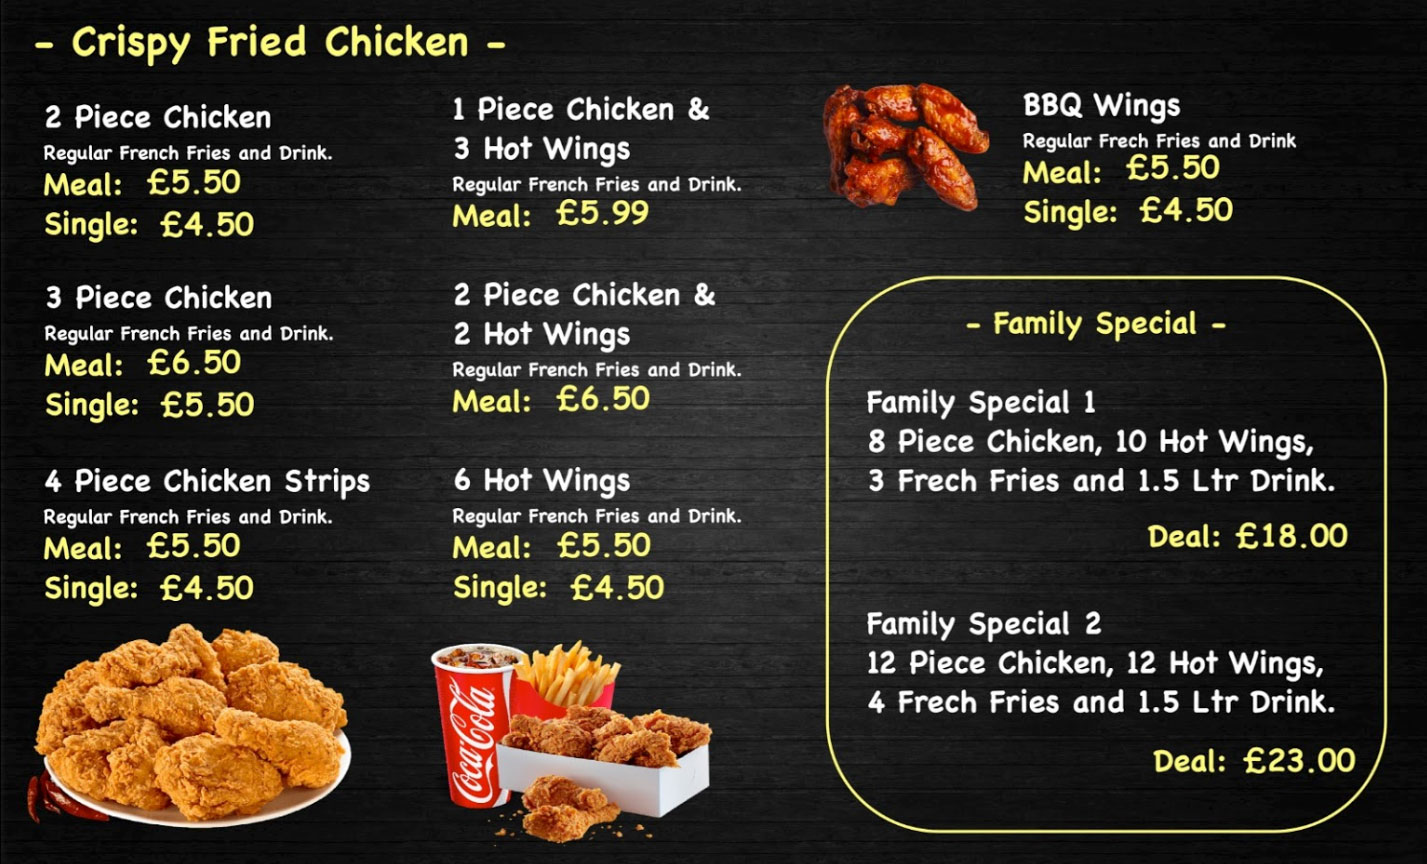 - Crispy Fried Chicken -
2 Piece Chicken
Regular French Fries and Drink.
Meal: £5.50
Single: £4.50
3 Piece Chicken
Regular French Fries and Drink.
Meal: £6.50
Single: £5.50
4 Piece Chicken Strips
Regular French Fries and Drink.
Meal: £5.50
Single: £4.50
1 Piece Chicken &
3 Hot Wings
Regular French Fries and Drink.
Meal: £5.99
2 Piece Chicken &
2 Hot Wings
Regular French Fries and Drink.
Meal: £6.50
6 Hot Wings
Regular French Fries and Drink.
Meal: £5.50
Single: £4.50
Coca-Cola
BBQ Wings
Regular Frech Fries and Drink
Meal: £5.50
Single: £4.50
- Family Special -
Family Special 1
8 Piece Chicken, 10 Hot Wings,
3 Frech Fries and 1.5 Ltr Drink.
Deal: £18.00
Family Special 2
12 Piece Chicken, 12 Hot Wings,
4 Frech Fries and 1.5 Ltr Drink.
Deal: £23.00